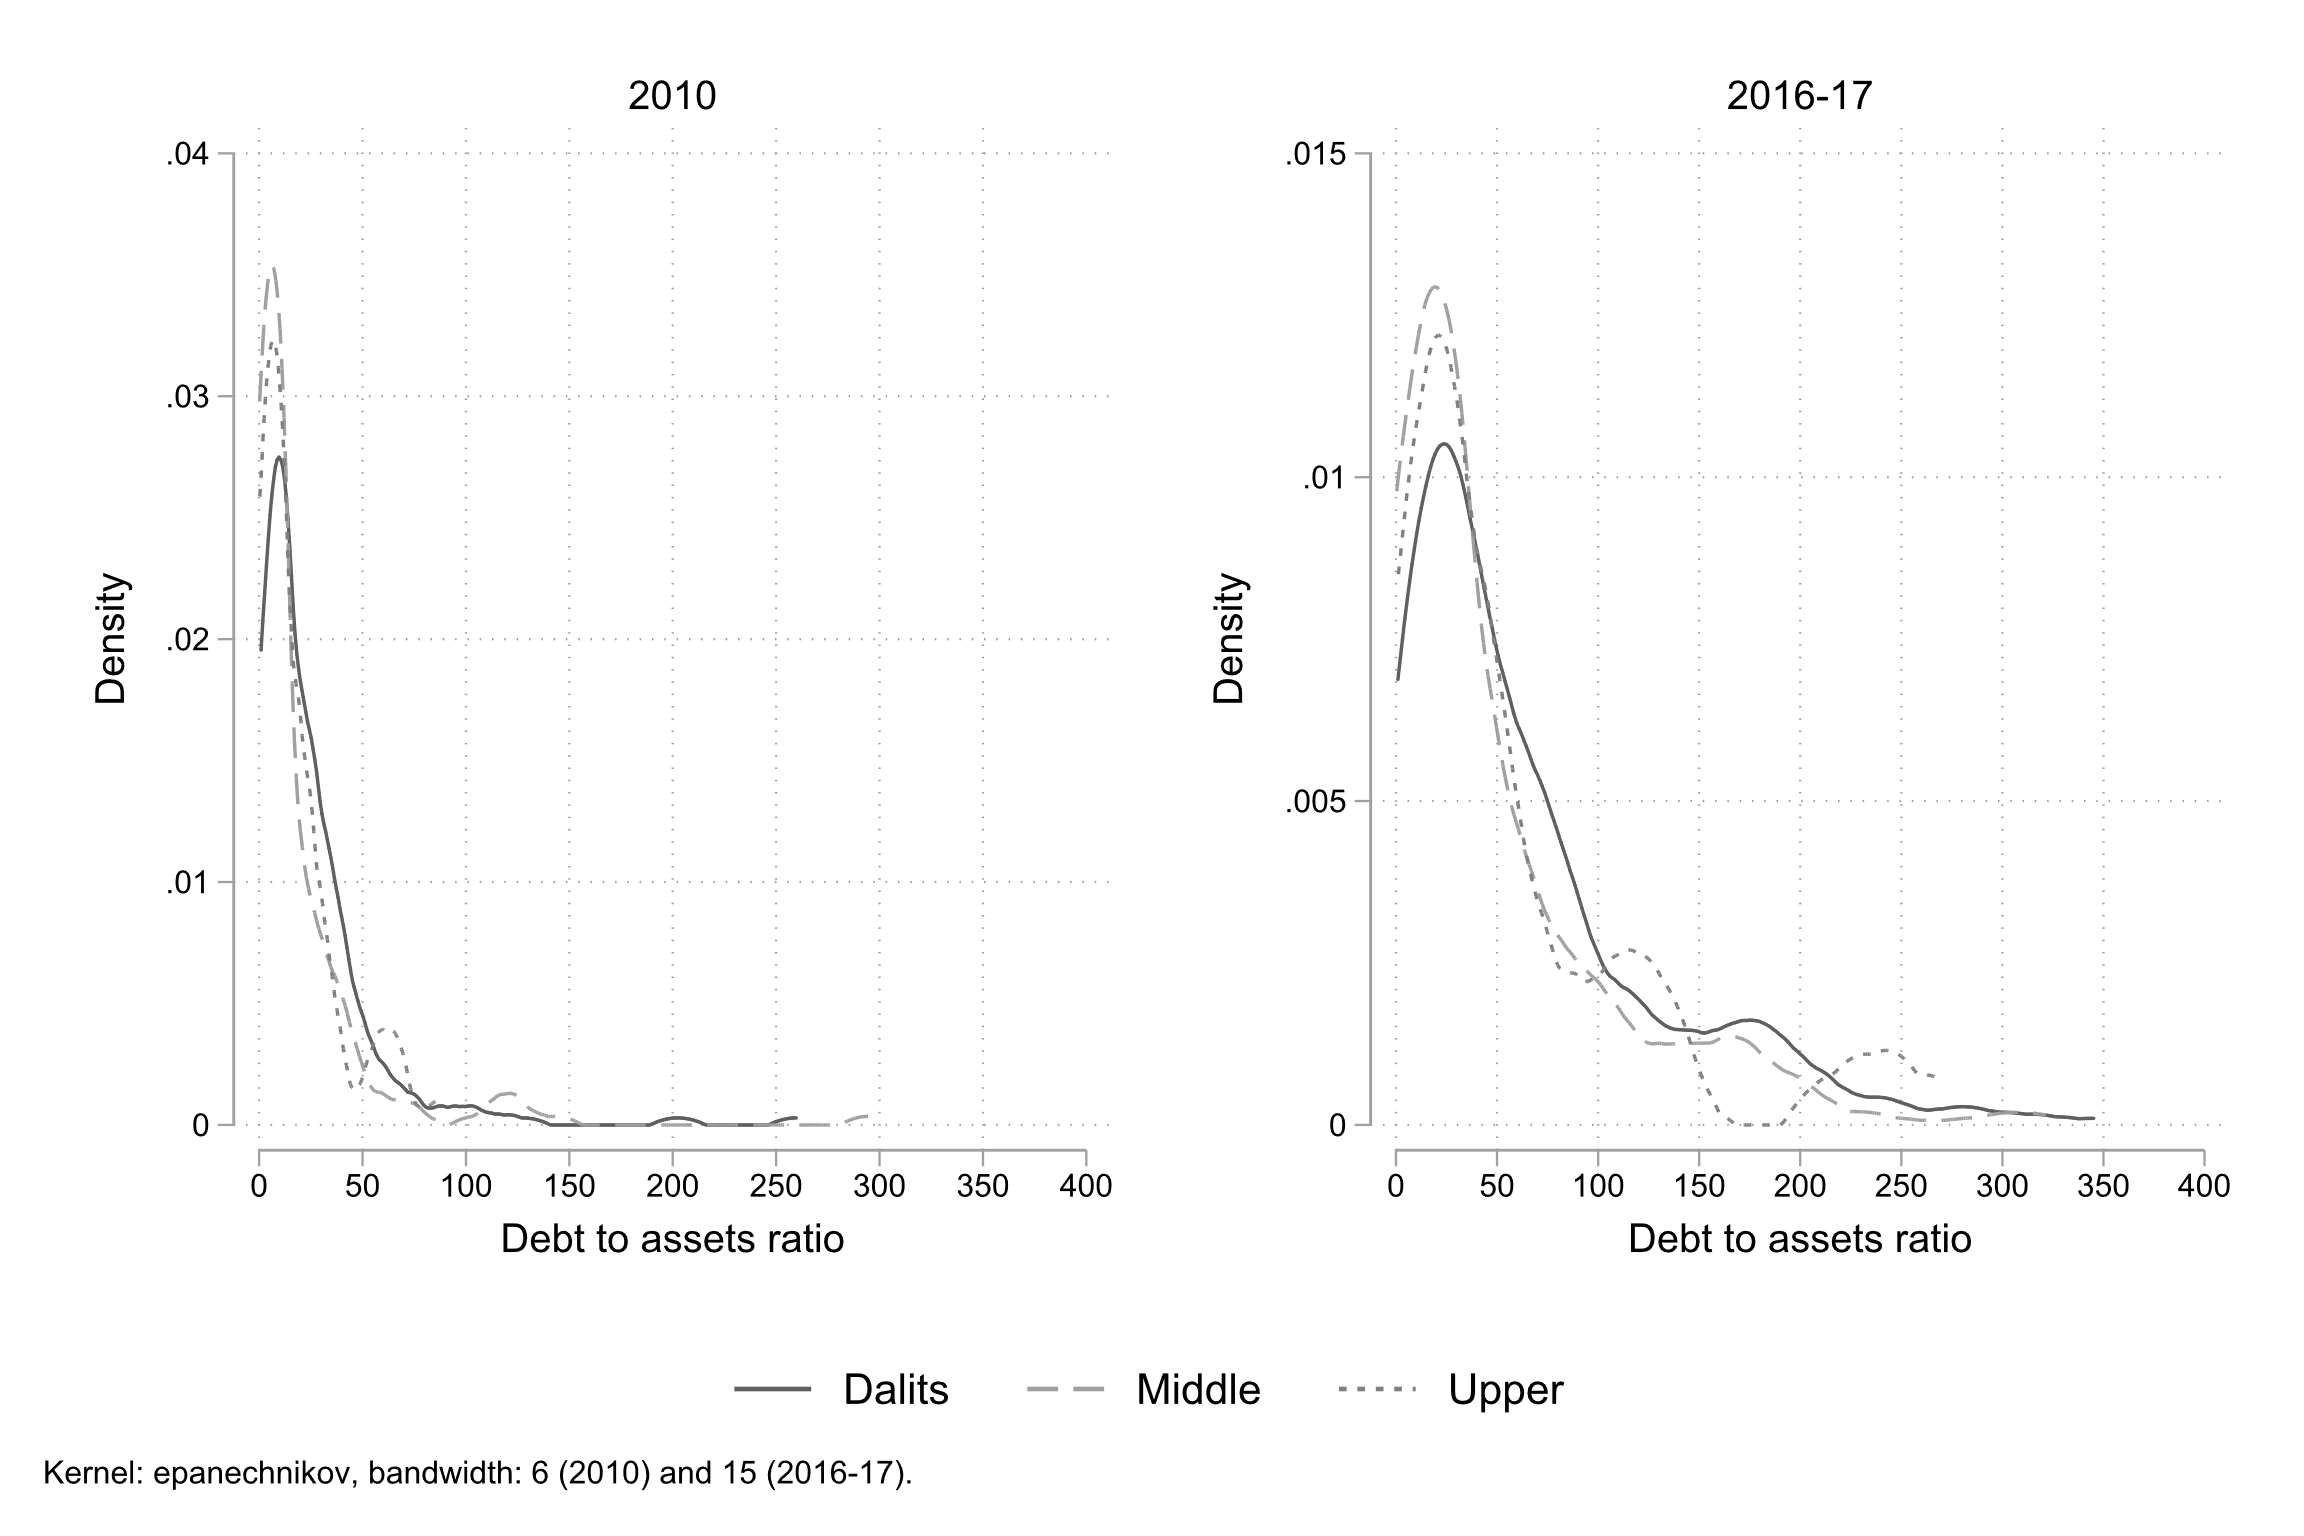 2010
.04
.03
.02
.01
0
Density
0 50 100 150 200 250 300 350 400
Debt to assets ratio
2016-17
.015
.01
.005
0
Density
0 50 100 150 200 250 300 350 400
Debt to assets ratio
Dalits Middle Upper
Kernel: epanechnikov, bandwidth: 6 (2010) and 15 (2016-17).